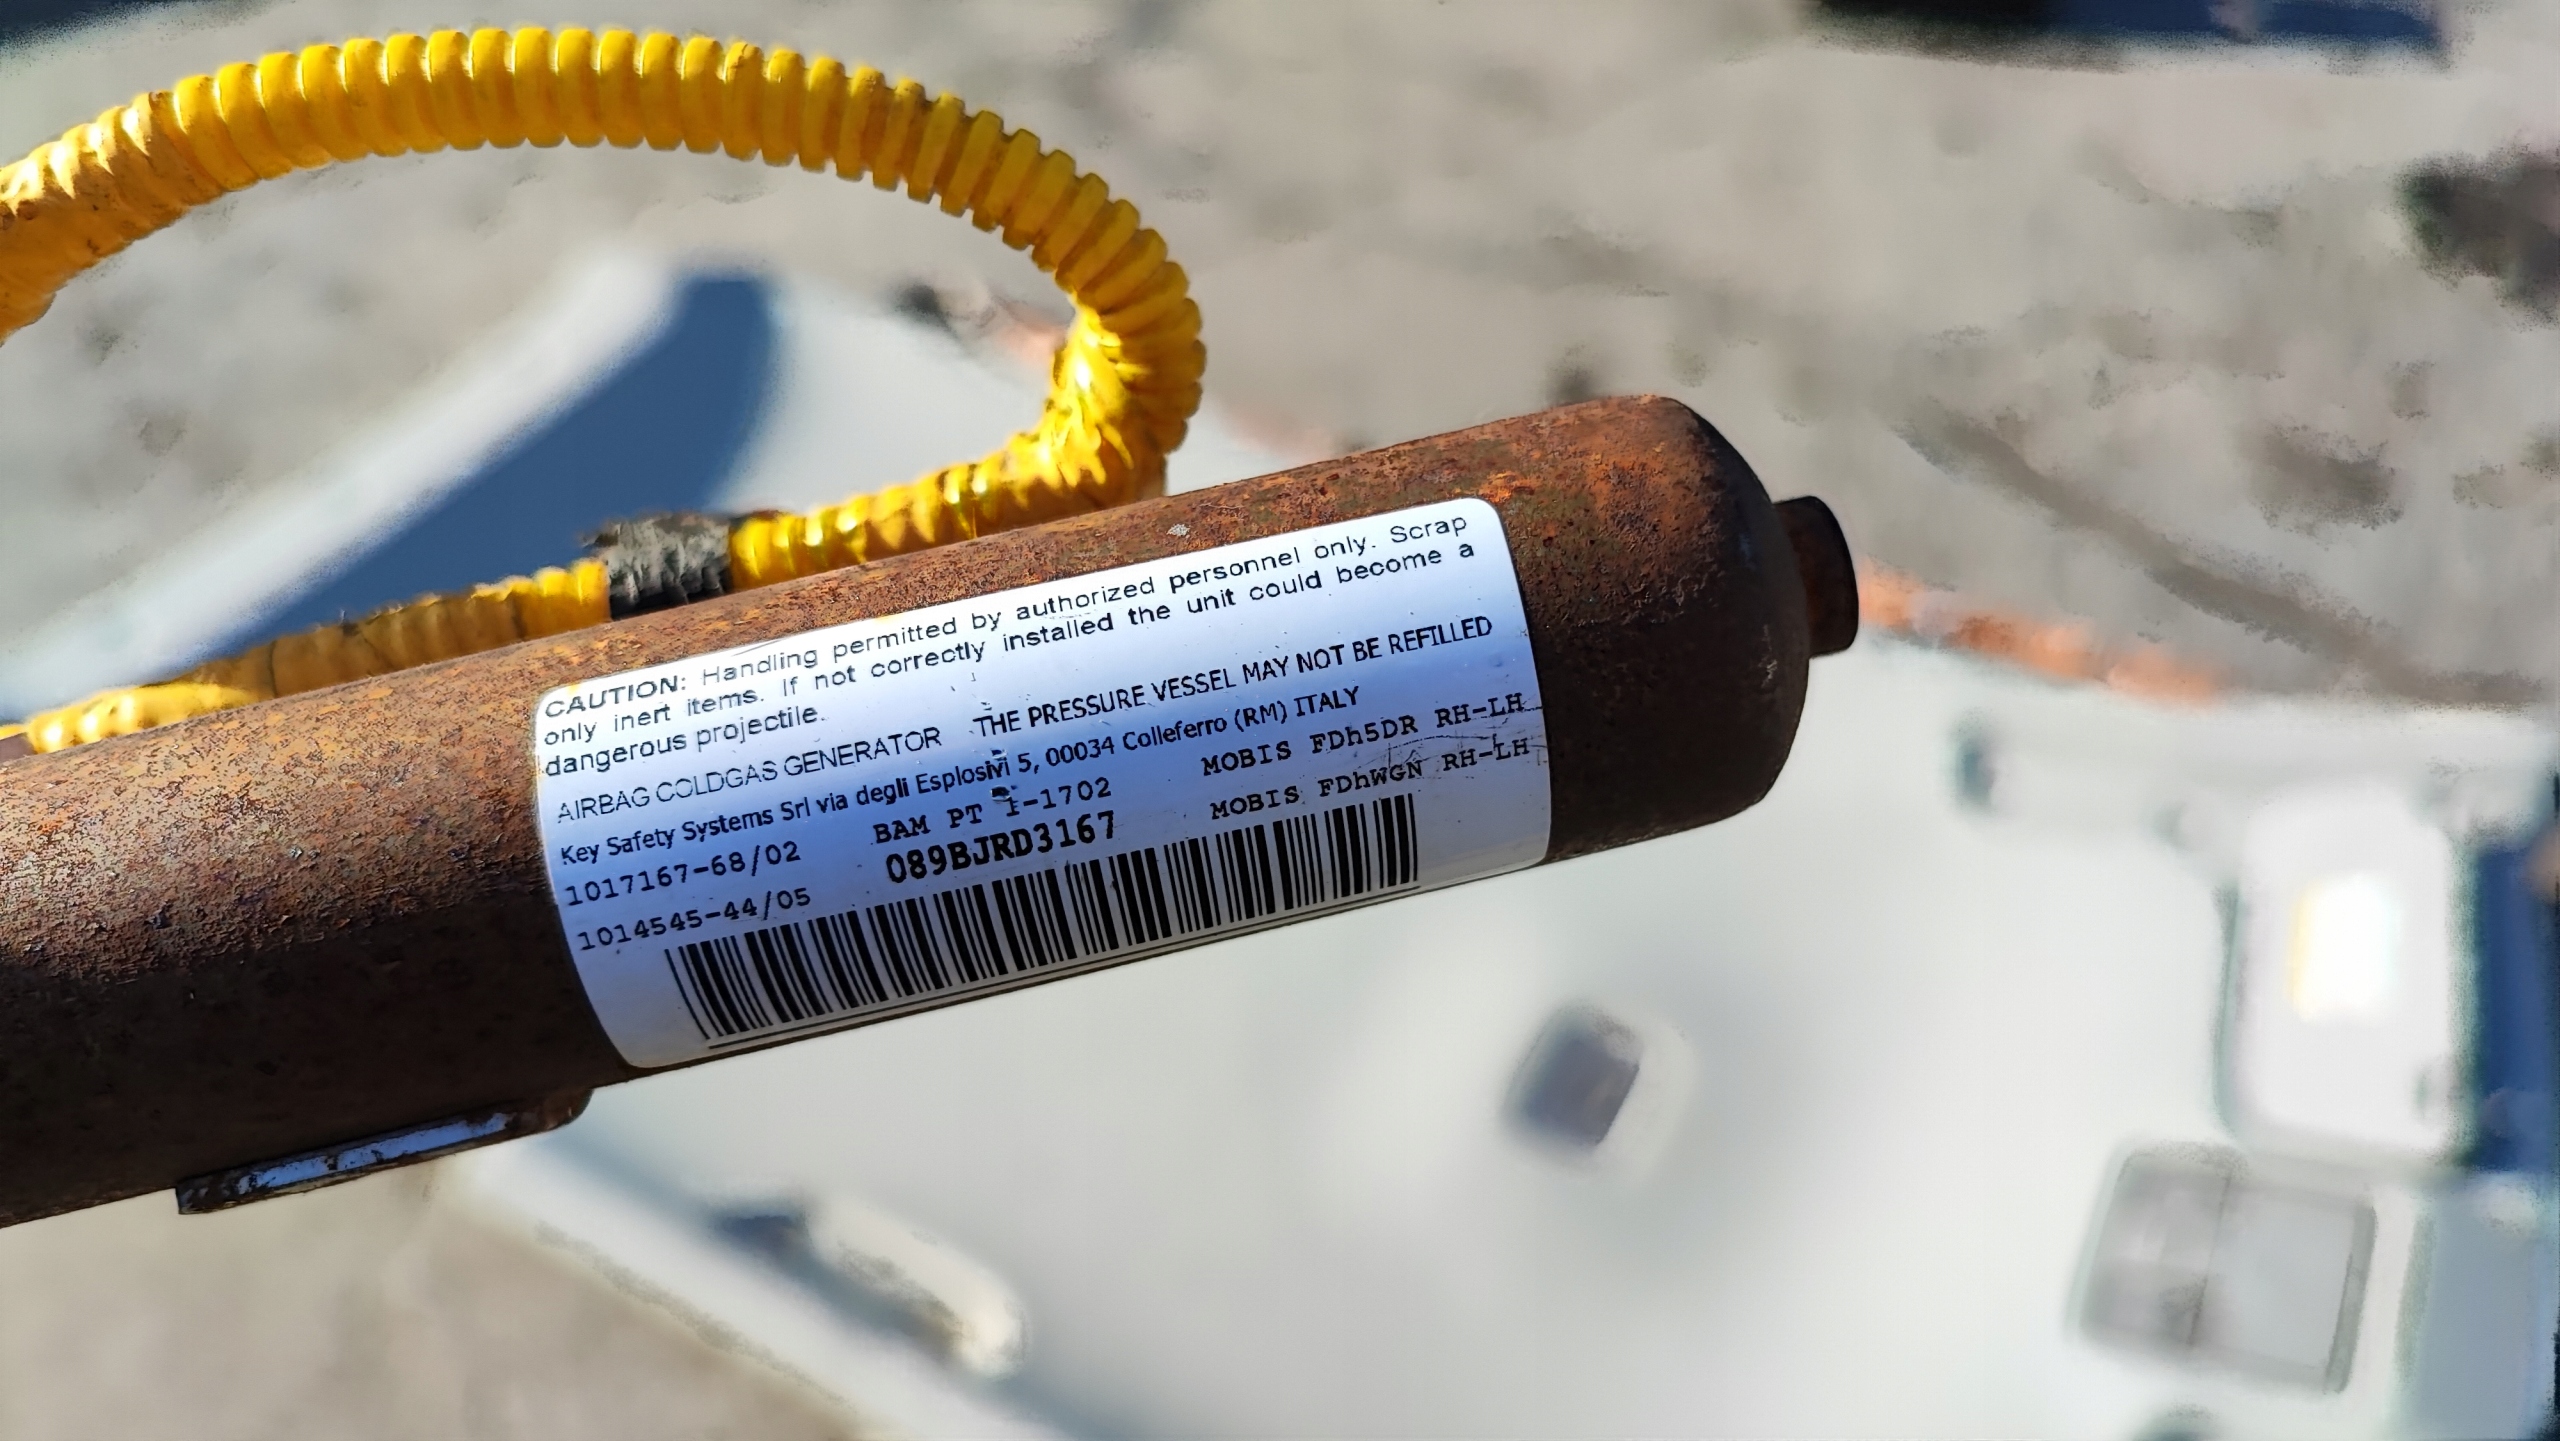 CAUTION: Handling permitted by authorized personnel only. Scrap
only inert items. If not correctly installed the unit could become a
dangerous projectile.
AIRBAG COLDGAS GENERATOR THE PRESSURE VESSEL MAY NOT BE REFILLED
Key Safety Systems Srl via degli Esplosivi 5, 00034 Colleferro (RM) ITALY
1017167-68/02 BAM PT 1-1702 MOBIS FDh5DR RH-LH
1014545-44/05 089BJRD3167 MOBIS FDhWGN RH-LH